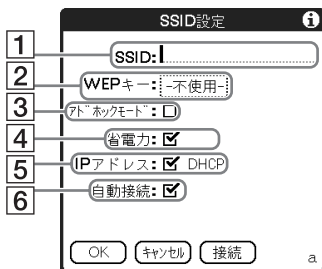 SSID設定
1 SSID:
2 WEPキー: -不使用-
3 ｱﾄﾞﾎｯｸﾓｰﾄﾞ:
4 省電力:
5 IPアドレス: DHCP
6 自動接続:
OK ｷｬﾝｾﾙ 接続 a